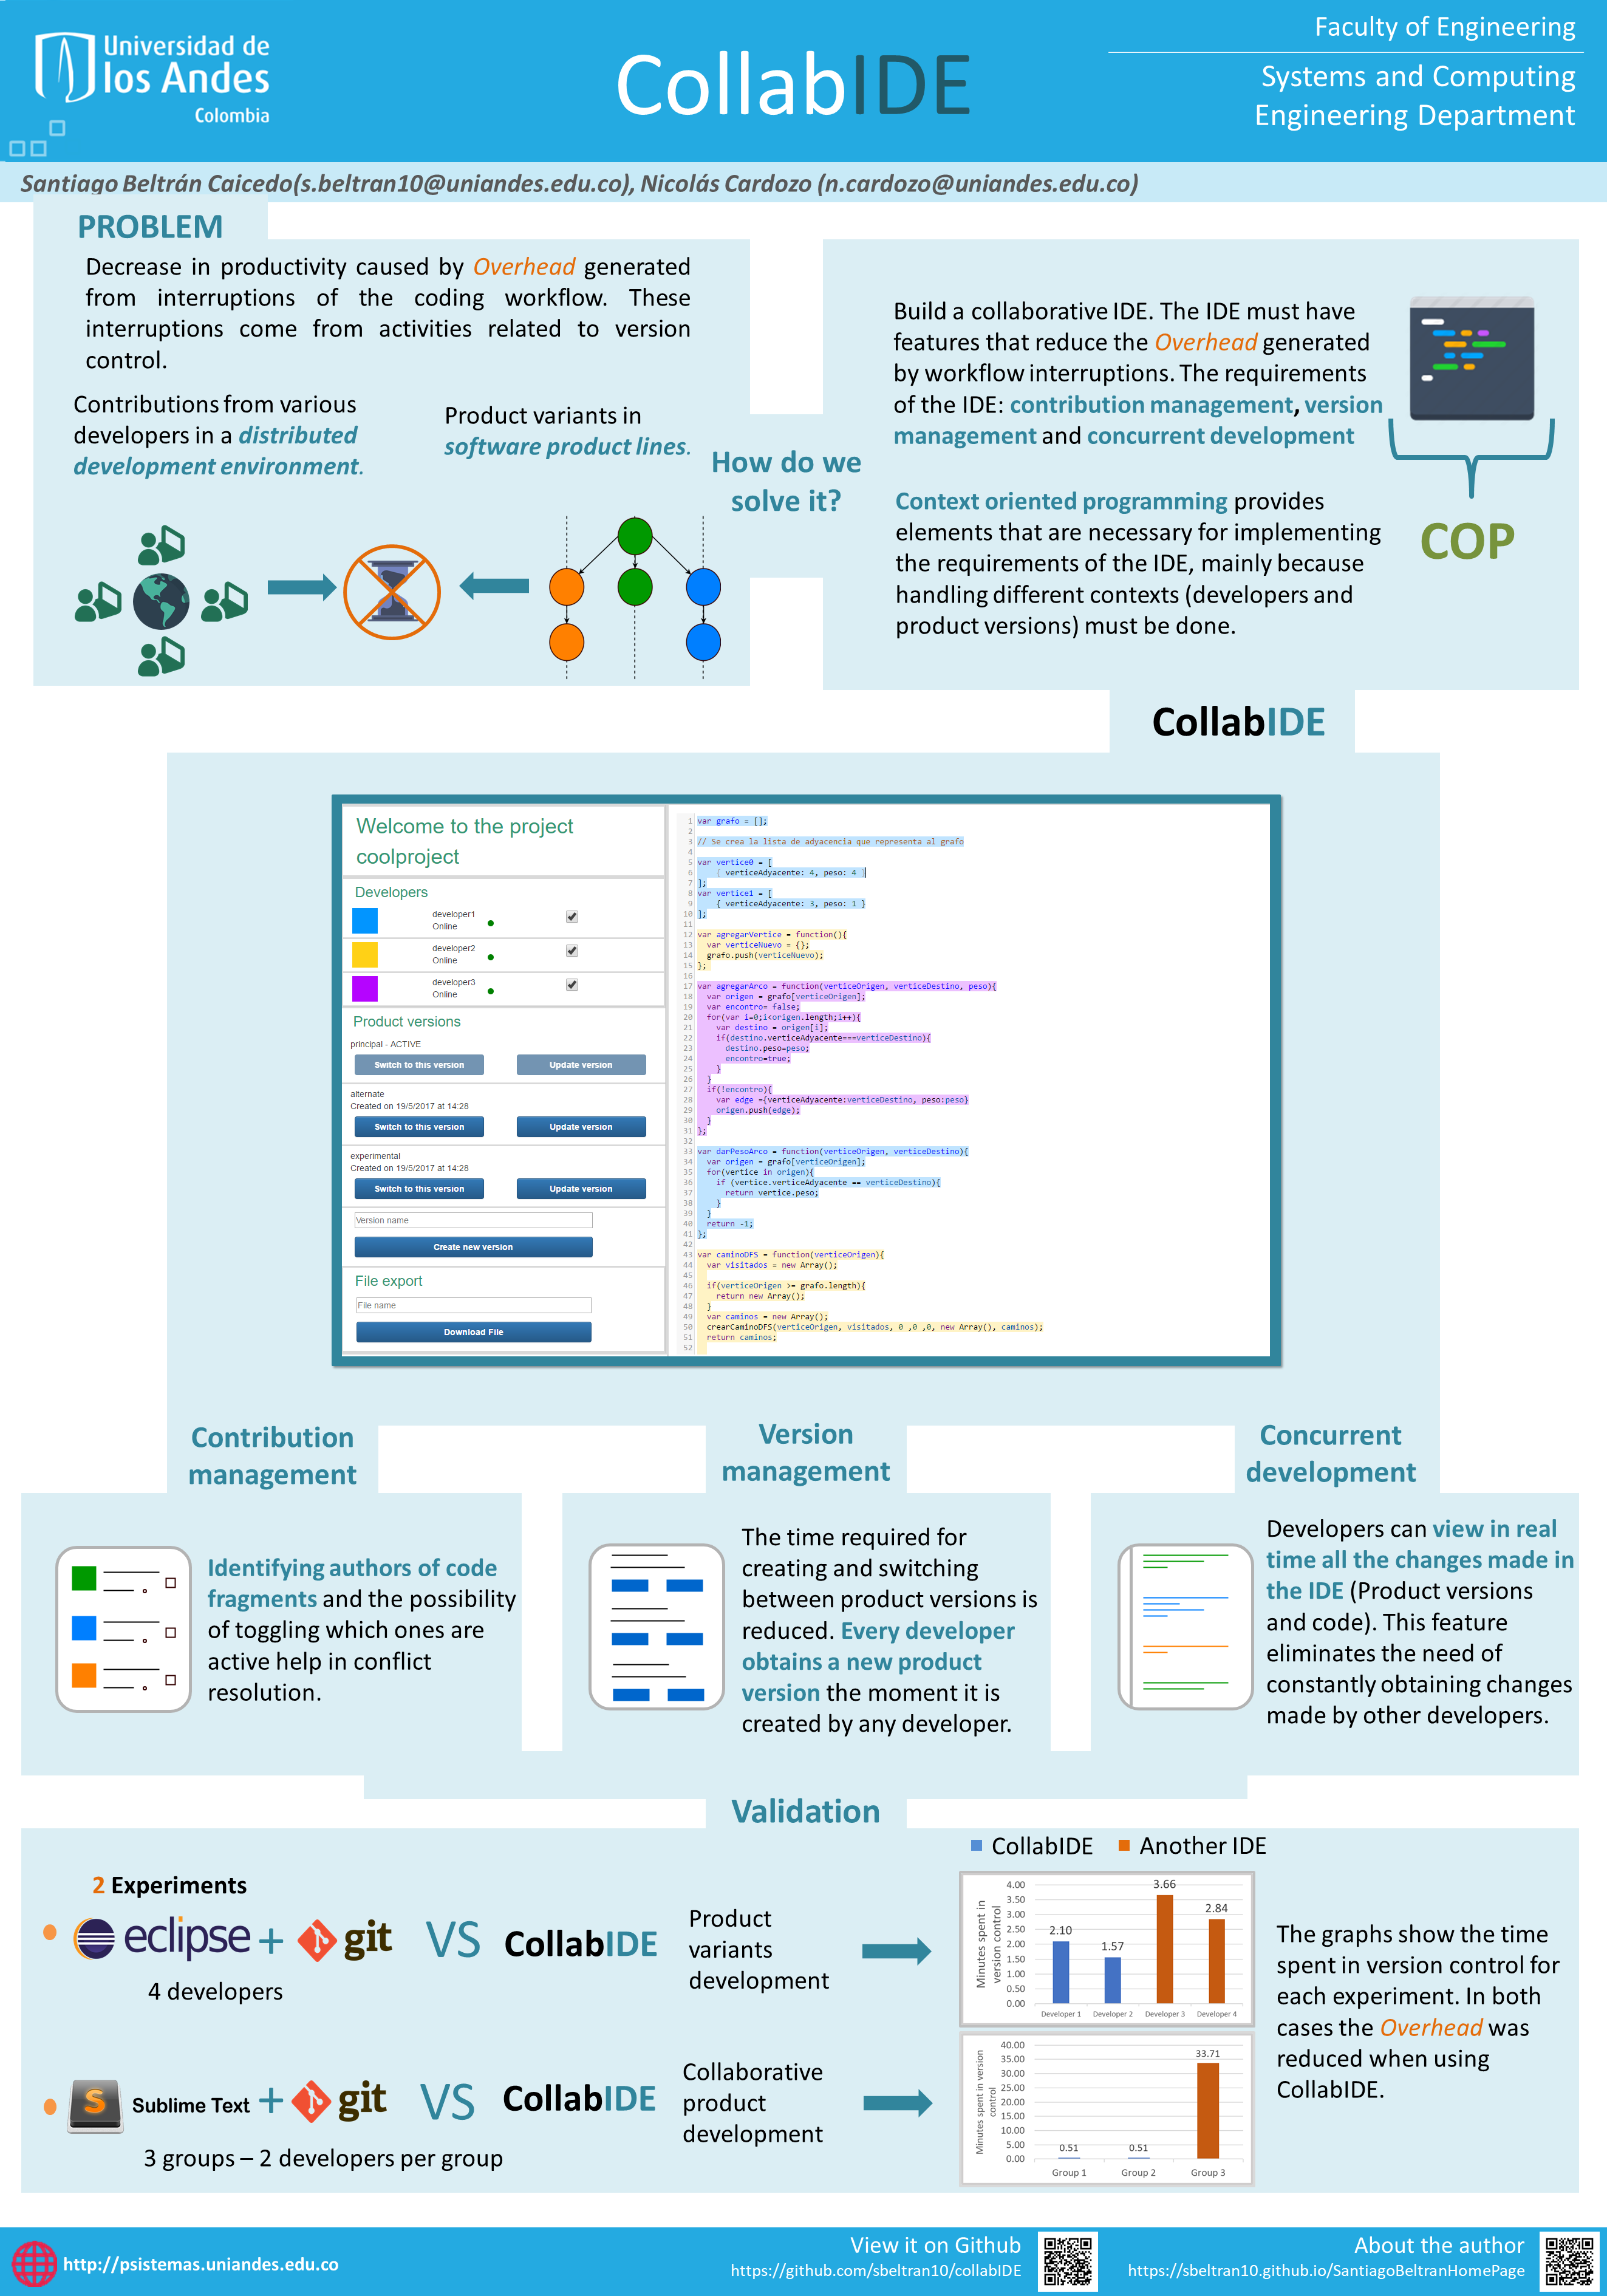 Universidad de
los Andes
Colombia
CollabIDE
Faculty of Engineering
Systems and Computing
Engineering Department
Santiago Beltrán Caicedo(s.beltran10@uniandes.edu.co), Nicolás Cardozo (n.cardozo@uniandes.edu.co)
PROBLEM
Decrease in productivity caused by Overhead generated
from interruptions of the coding workflow. These
interruptions come from activities related to version
control.
Contributions from various
developers in a distributed
development environment.
Product variants in
software product lines.
How do we
solve it?
Build a collaborative IDE. The IDE must have
features that reduce the Overhead generated
by workflow interruptions. The requirements
of the IDE: contribution management, version
management and concurrent development
Context oriented programming provides
elements that are necessary for implementing
the requirements of the IDE, mainly because
handling different contexts (developers and
product versions) must be done.
COP
CollabIDE
Welcome to the project
coolproject
Developers
developer1
Online
developer2
Online
developer3
Online
Product versions
principal - ACTIVE
Switch to this version
Update version
alternate
Created on 19/5/2017 at 14:28
Switch to this version
Update version
experimental
Created on 19/5/2017 at 14:28
Switch to this version
Update version
Version name
Create new version
File export
File name
Download File
1 var grafo = [];
2
3 // Se crea la lista de adyacencia que representa al grafo
4
5 var vertice0 = [
6 { verticeAdyacente: 4, peso: 4 |
7 ];
8 var vertice1 = [
9 { verticeAdyacente: 3, peso: 1 }
10 ];
11
12 var agregarVertice = function(){
13 var verticeNuevo = {};
14 grafo.push(verticeNuevo);
15 };
16
17 var agregarArco = function(verticeOrigen, verticeDestino, peso){
18 var origen = grafo[verticeOrigen];
19 var encontro= false;
20 for(var i=0;i<origen.length;i++){
21 var destino = origen[i];
22 if(destino.verticeAdyacente===verticeDestino){
23 destino.peso=peso;
24 encontro=true;
25 }
26 }
27 if(!encontro){
28 var edge ={verticeAdyacente:verticeDestino, peso:peso}
29 origen.push(edge);
30 }
31 };
32
33 var darPesoArco = function(verticeOrigen, verticeDestino){
34 var origen = grafo[verticeOrigen];
35 for(vertice in origen){
36 if (vertice.verticeAdyacente == verticeDestino){
37 return vertice.peso;
38 }
39 }
40 return -1;
41 };
42
43 var caminoDFS = function(verticeOrigen){
44 var visitados = new Array();
45
46 if(verticeOrigen >= grafo.length){
47 return new Array();
48 }
49 var caminos = new Array();
50 crearCaminoDFS(verticeOrigen, visitados, 0 ,0 ,0, new Array(), caminos);
51 return caminos;
52
Contribution
management
Identifying authors of code
fragments and the possibility
of toggling which ones are
active help in conflict
resolution.
Version
management
The time required for
creating and switching
between product versions is
reduced. Every developer
obtains a new product
version the moment it is
created by any developer.
Concurrent
development
Developers can view in real
time all the changes made in
the IDE (Product versions
and code). This feature
eliminates the need of
constantly obtaining changes
made by other developers.
Validation
2 Experiments
eclipse + git VS CollabIDE
4 developers
Product
variants
development
S Sublime Text + git VS CollabIDE
3 groups – 2 developers per group
Collaborative
product
development
CollabIDE Another IDE
Minutes spent in
version control
4.00
3.50
3.00
2.50
2.00
1.50
1.00
0.50
0.00
2.10
1.57
3.66
2.84
Developer 1 Developer 2 Developer 3 Developer 4
Minutes spent in version
control
40.00
35.00
30.00
25.00
20.00
15.00
10.00
5.00
0.00
0.51
0.51
33.71
Group 1 Group 2 Group 3
The graphs show the time
spent in version control for
each experiment. In both
cases the Overhead was
reduced when using
CollabIDE.
http://psistemas.uniandes.edu.co
View it on Github
https://github.com/sbeltran10/collabIDE
About the author
https://sbeltran10.github.io/SantiagoBeltranHomePage